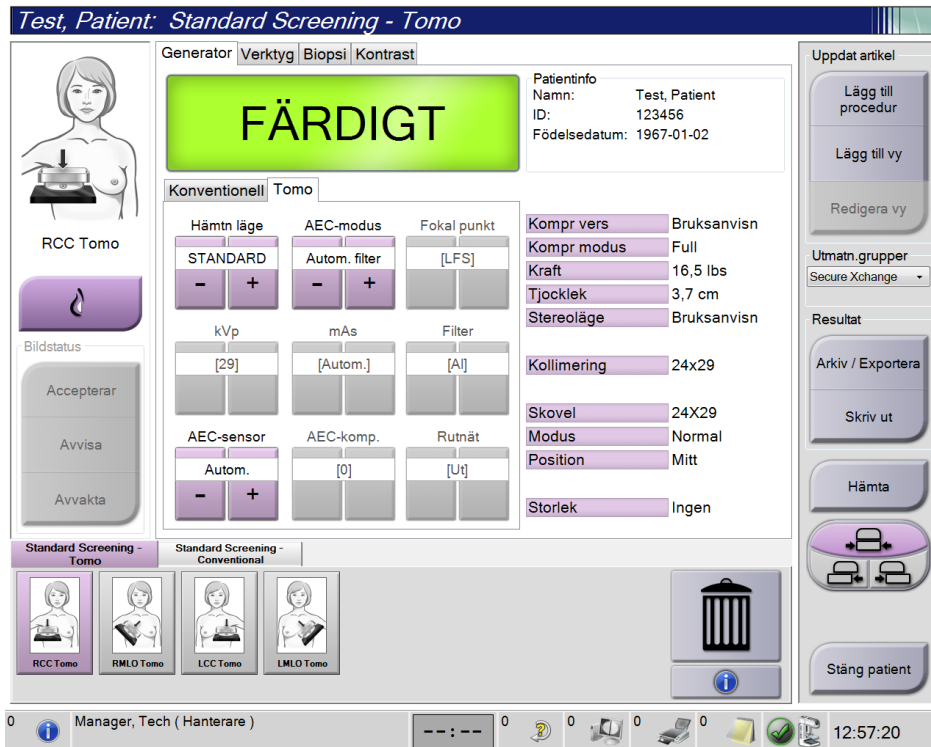 Test, Patient:  Standard Screening - Tomo
Generator Verktyg Biopsi Kontrast
FÄRDIGT
Patientinfo
Namn: Test, Patient
ID: 123456
Födelsedatum: 1967-01-02
RCC Tomo
Bildstatus
Accepterar
Avvisa
Avvakta
Konventionell Tomo
Hämtn läge AEC-modus Fokal punkt
STANDARD Autom. filter [LFS]
- + - +
kVp mAs Filter
[29] [Autom.] [Al]
AEC-sensor AEC-komp. Rutnät
Autom. [0] [Ut]
- +
Kompr vers Bruksanvisn
Kompr modus Full
Kraft 16,5 lbs
Tjocklek 3,7 cm
Stereoläge Bruksanvisn
Kollimering 24x29
Skovel 24X29
Modus Normal
Position Mitt
Storlek Ingen
Uppdat artikel
Lägg till
procedur
Lägg till vy
Redigera vy
Utmatn.grupper
Secure Xchange
Resultat
Arkiv / Exportera
Skriv ut
Hämta
Stäng patient
Standard Screening -
Tomo
Standard Screening -
Conventional
RCC Tomo RMLO Tomo LCC Tomo LMLO Tomo
0 Manager, Tech ( Hanterare ) --:-- 0 0 0 0 12:57:20